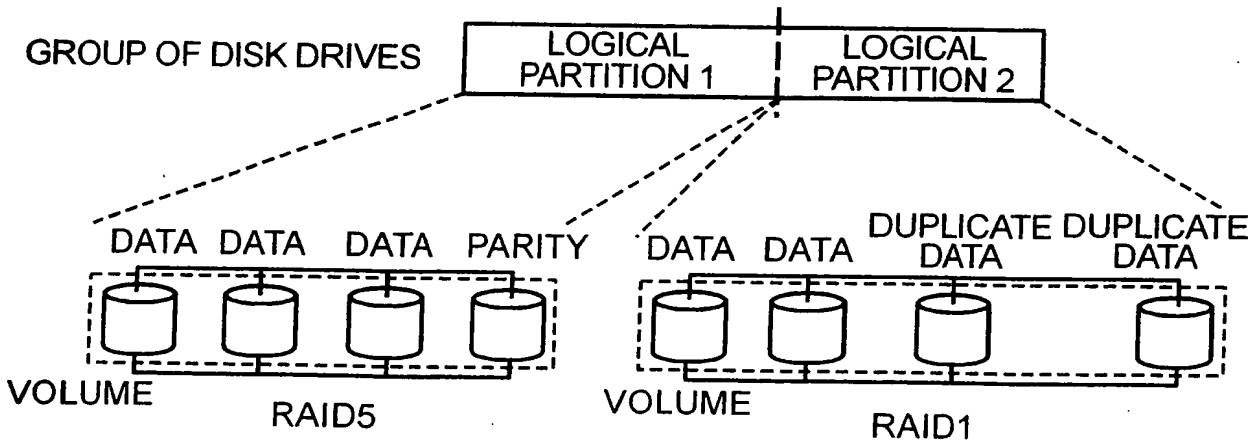 GROUP OF DISK DRIVES
LOGICAL
PARTITION 1
LOGICAL
PARTITION 2
DATA DATA DATA PARITY
DATA DATA DUPLICATE
DATA DUPLICATE
DATA
VOLUME
RAID5
VOLUME
RAID1